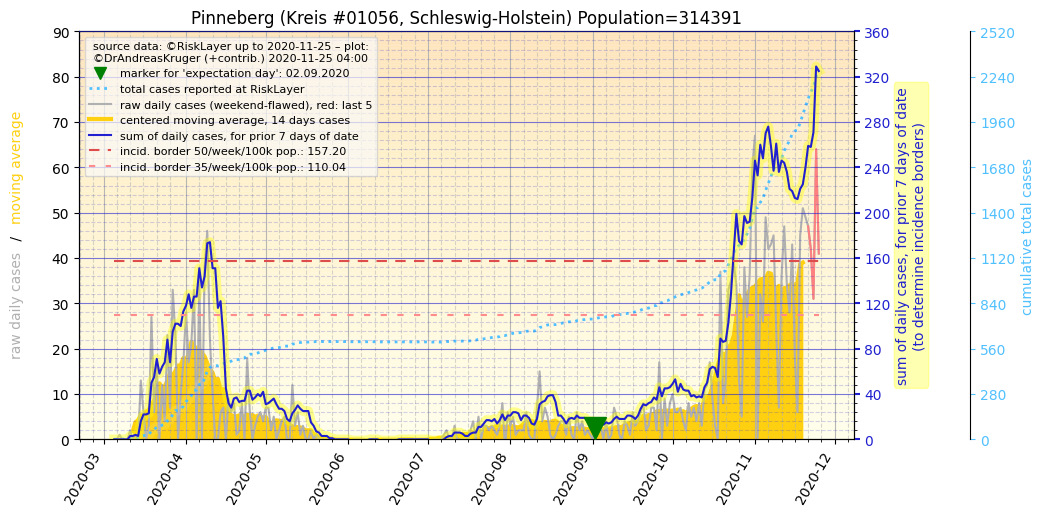 Pinneberg (Kreis #01056, Schleswig-Holstein) Population=314391
source data: ©RiskLayer up to 2020-11-25 – plot:
©DrAndreasKruger (+contrib.) 2020-11-25 04:00
marker for 'expectation day': 02.09.2020
total cases reported at RiskLayer
raw daily cases (weekend-flawed), red: last 5
centered moving average, 14 days cases
sum of daily cases, for prior 7 days of date
incid. border 50/week/100k pop.: 157.20
incid. border 35/week/100k pop.: 110.04
raw daily cases / moving average
90
80
70
60
50
40
30
20
10
0
2020-03
2020-04
2020-05
2020-06
2020-07
2020-08
2020-09
2020-10
2020-11
2020-12
360
320
280
240
200
160
120
80
40
0
sum of daily cases, for prior 7 days of date
(to determine incidence borders)
2520
2240
1960
1680
1400
1120
840
560
280
0
cumulative total cases